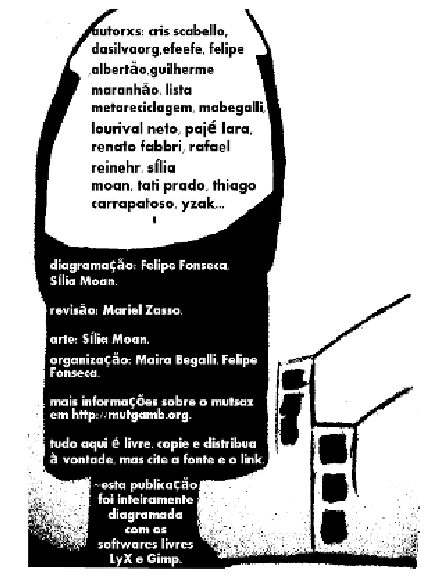 autorxs: cris scabello,
dasilvaorg,efeefe, felipe
albertão,guilherme
maranhão, lista
metareciclagem, mabegalli,
lourival neto, pajé lara,
renato fabbri, rafael
reinehr, sília
moan, tati prado, thiago
carrapatoso, yzak...
diagramação: Felipe Fonseca,
Sília Moan.
revisão: Mariel Zasso.
arte: Sília Moan.
organização: Maira Begalli, Felipe
Fonseca.
mais informações sobre o mutsaz
em http://mutgamb.org.
tudo aqui é livre. copie e distribua
à vontade, mas cite a fonte e o link.
~esta publicação
foi inteiramente
diagramada
com os
softwares livres
LyX e Gimp.